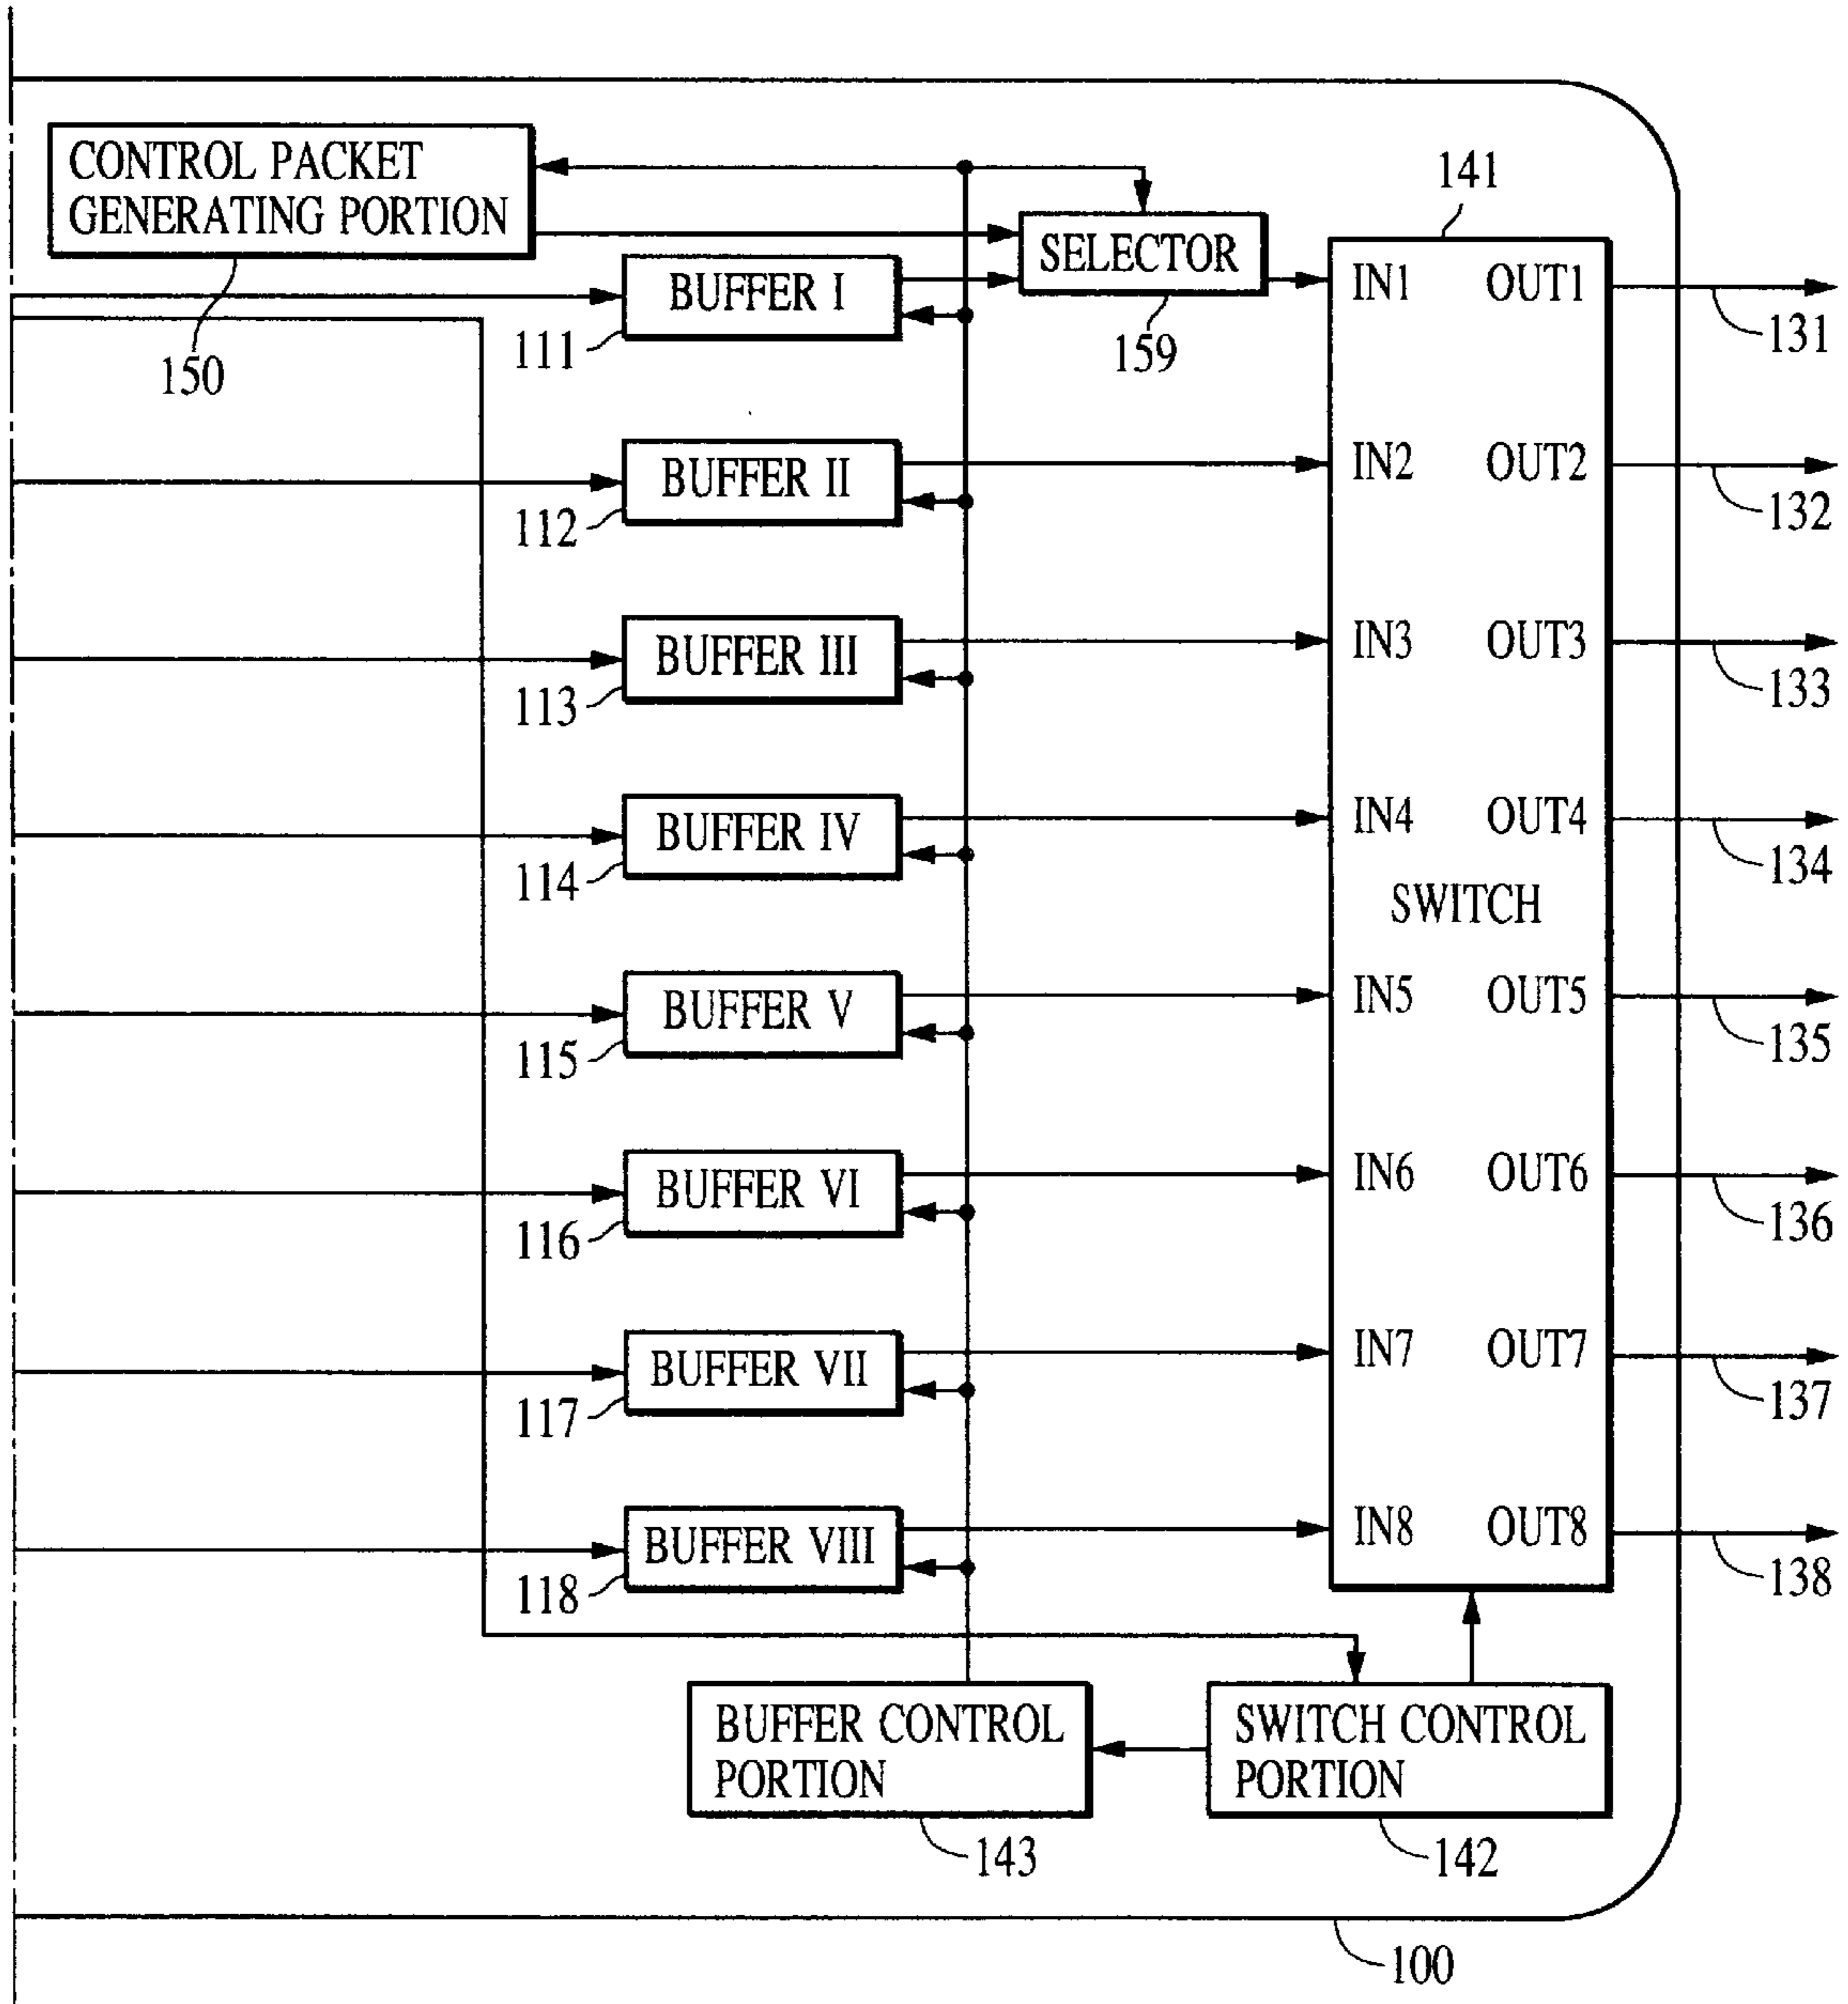 CONTROL PACKET
GENERATING PORTION
150
141
SELECTOR
159
BUFFER I
111
IN1 OUT1
131
BUFFER II
112
IN2 OUT2
132
BUFFER III
113
IN3 OUT3
133
BUFFER IV
114
IN4 OUT4
134
SWITCH
BUFFER V
115
IN5 OUT5
135
BUFFER VI
116
IN6 OUT6
136
BUFFER VII
117
IN7 OUT7
137
BUFFER VIII
118
IN8 OUT8
138
BUFFER CONTROL
PORTION
143
SWITCH CONTROL
PORTION
142
100